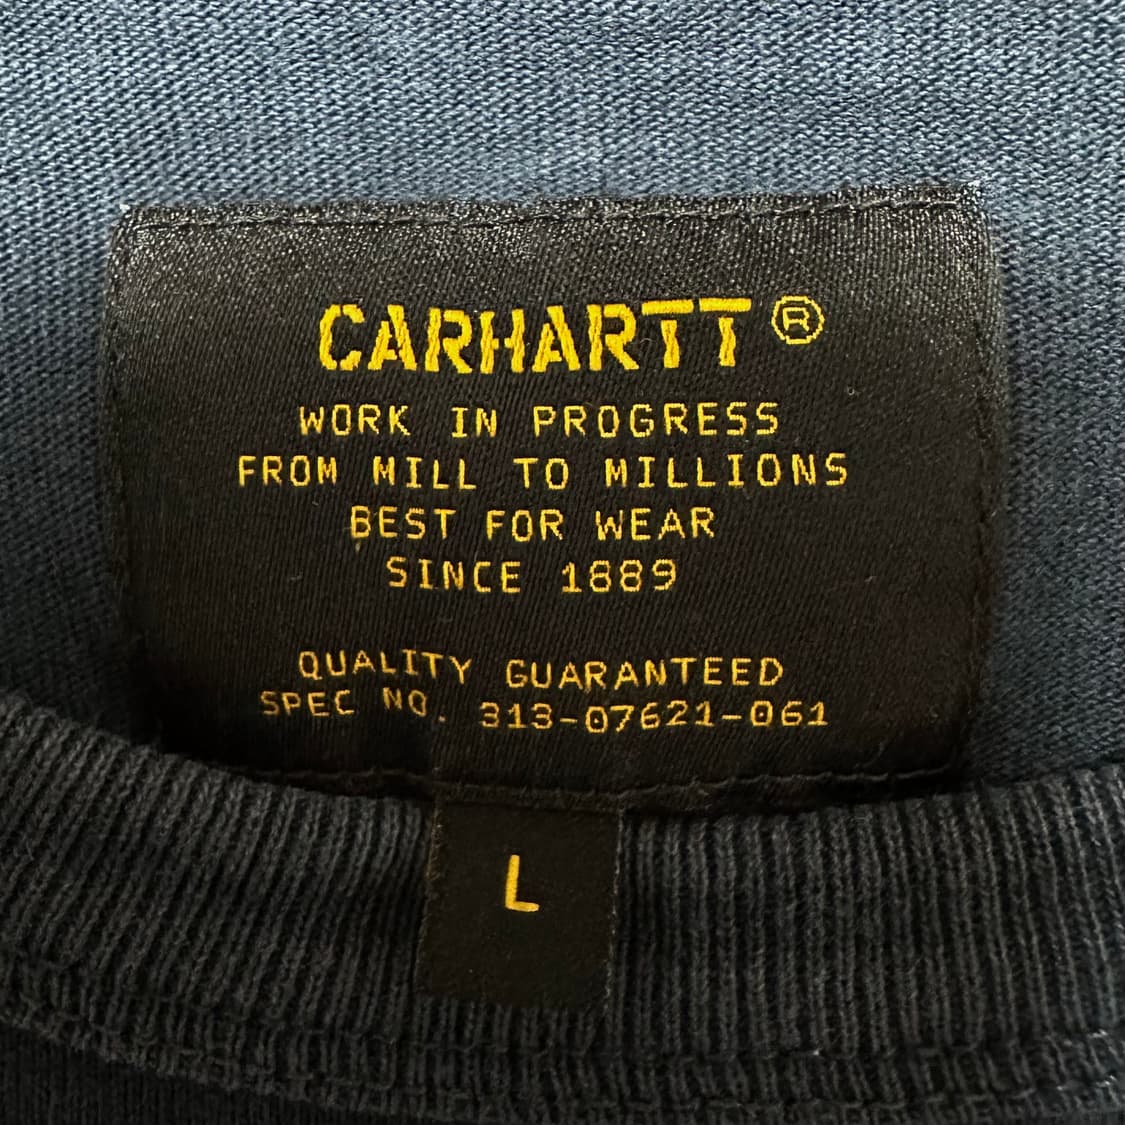 CARHARTT ®
WORK IN PROGRESS
FROM MILL TO MILLIONS
BEST FOR WEAR
SINCE 1889
QUALITY GUARANTEED
SPEC NO. 313-07621-061
L